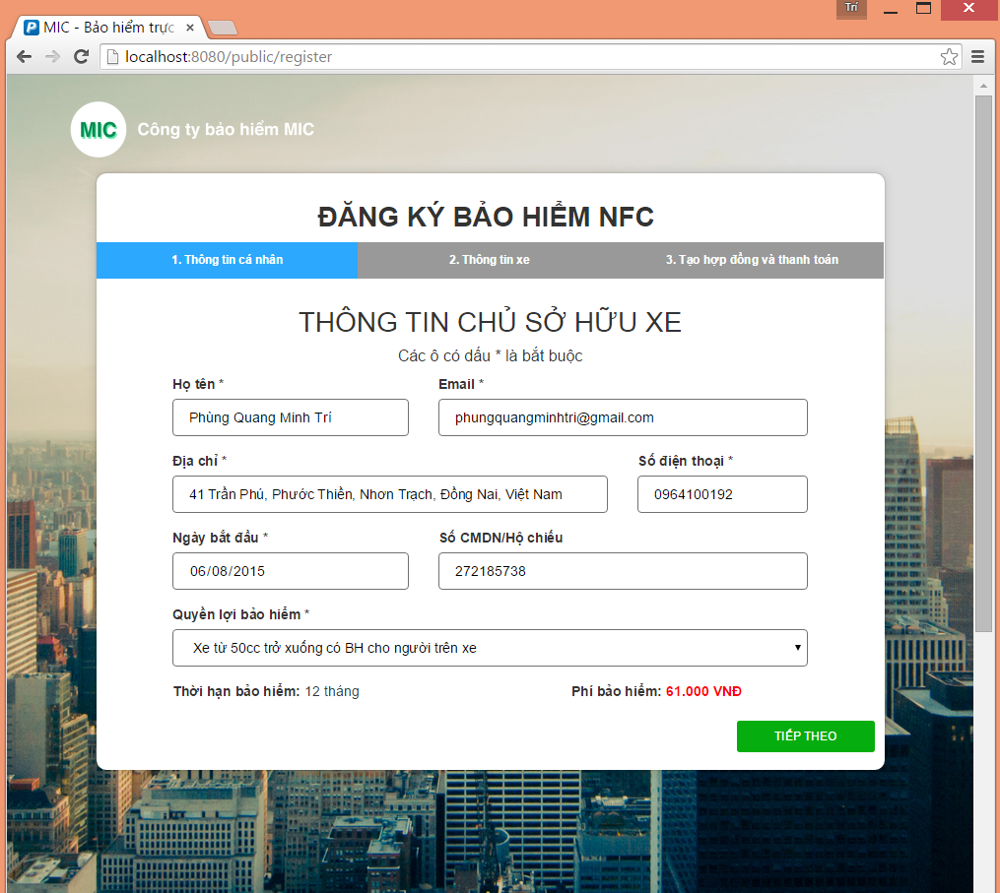 Trí
MIC - Bảo hiểm trực
localhost:8080/public/register
MIC Công ty bảo hiểm MIC
ĐĂNG KÝ BẢO HIỂM NFC
1. Thông tin cá nhân 2. Thông tin xe 3. Tạo hợp đồng và thanh toán
THÔNG TIN CHỦ SỞ HỮU XE
Các ô có dấu * là bắt buộc
Họ tên * Email *
Phùng Quang Minh Trí phungquangminhtri@gmail.com
Địa chỉ * Số điện thoại *
41 Trần Phú, Phước Thiền, Nhơn Trạch, Đồng Nai, Việt Nam 0964100192
Ngày bắt đầu * Số CMDN/Hộ chiếu
06/08/2015 272185738
Quyền lợi bảo hiểm *
Xe từ 50cc trở xuống có BH cho người trên xe
Thời hạn bảo hiểm: 12 tháng Phí bảo hiểm: 61.000 VNĐ
TIẾP THEO